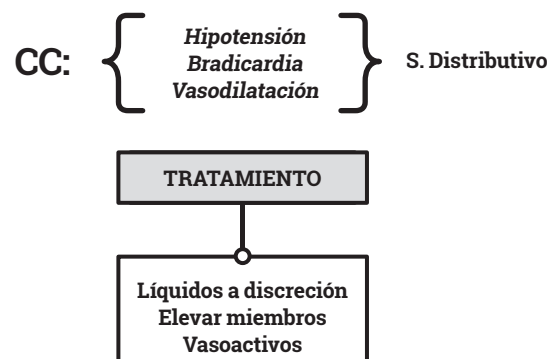 CC:
Hipotensión
Bradicardia
Vasodilatación
S. Distributivo
TRATAMIENTO
Líquidos a discreción
Elevar miembros
Vasoactivos